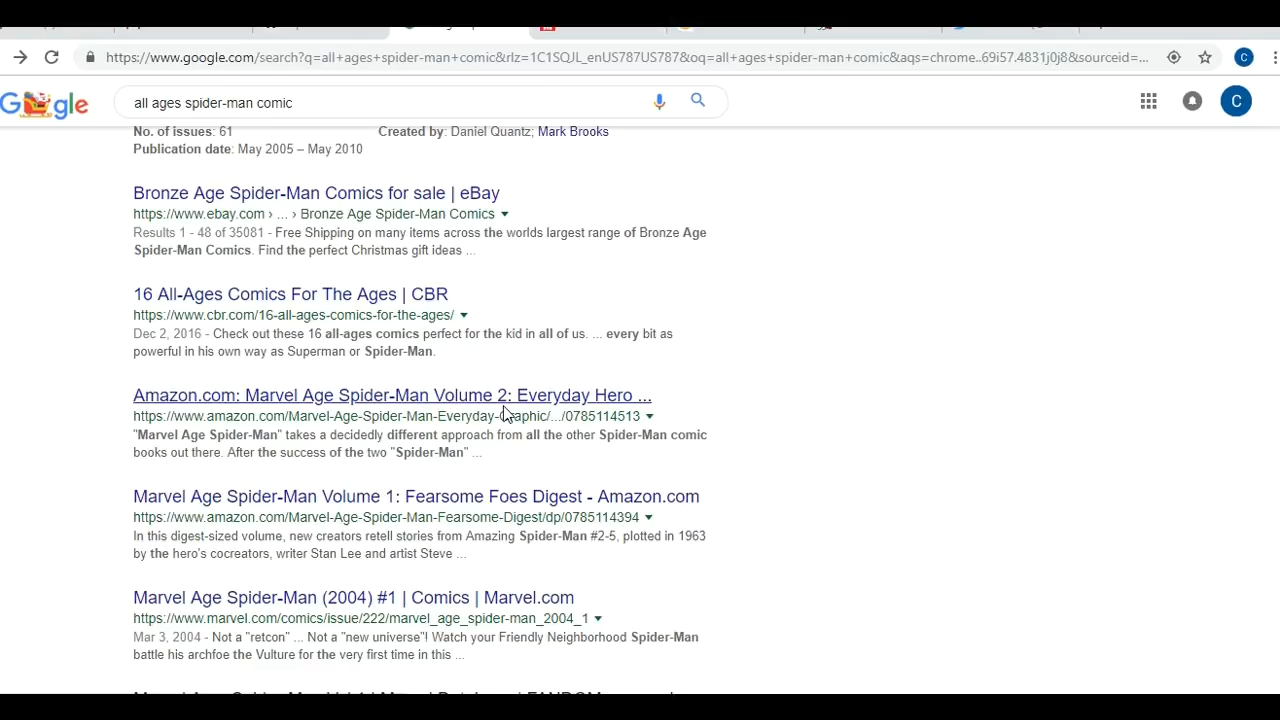 https://www.google.com/search?q=all+ages+spider-man+comic&rlz=1C1SQJL_enUS787US787&oq=all+ages+spider-man+comic&aqs=chrome..69i57.4831j0j8&sourceid=...
C
Google
all ages spider-man comic
C
No. of issues: 61 Created by: Daniel Quantz; Mark Brooks
Publication date: May 2005 – May 2010
Bronze Age Spider-Man Comics for sale | eBay
https://www.ebay.com › ... › Bronze Age Spider-Man Comics
Results 1 - 48 of 35081 - Free Shipping on many items across the worlds largest range of Bronze Age
Spider-Man Comics. Find the perfect Christmas gift ideas ...
16 All-Ages Comics For The Ages | CBR
https://www.cbr.com/16-all-ages-comics-for-the-ages/
Dec 2, 2016 - Check out these 16 all-ages comics perfect for the kid in all of us. ... every bit as
powerful in his own way as Superman or Spider-Man.
Amazon.com: Marvel Age Spider-Man Volume 2: Everyday Hero ...
https://www.amazon.com/Marvel-Age-Spider-Man-Everyday-Graphic/.../0785114513
"Marvel Age Spider-Man" takes a decidedly different approach from all the other Spider-Man comic
books out there. After the success of the two "Spider-Man" ...
Marvel Age Spider-Man Volume 1: Fearsome Foes Digest - Amazon.com
https://www.amazon.com/Marvel-Age-Spider-Man-Fearsome-Digest/dp/0785114394
In this digest-sized volume, new creators retell stories from Amazing Spider-Man #2-5, plotted in 1963
by the hero's cocreators, writer Stan Lee and artist Steve ...
Marvel Age Spider-Man (2004) #1 | Comics | Marvel.com
https://www.marvel.com/comics/issue/222/marvel_age_spider-man_2004_1
Mar 3, 2004 - Not a "retcon" ... Not a "new universe"! Watch your Friendly Neighborhood Spider-Man
battle his archfoe the Vulture for the very first time in this ...